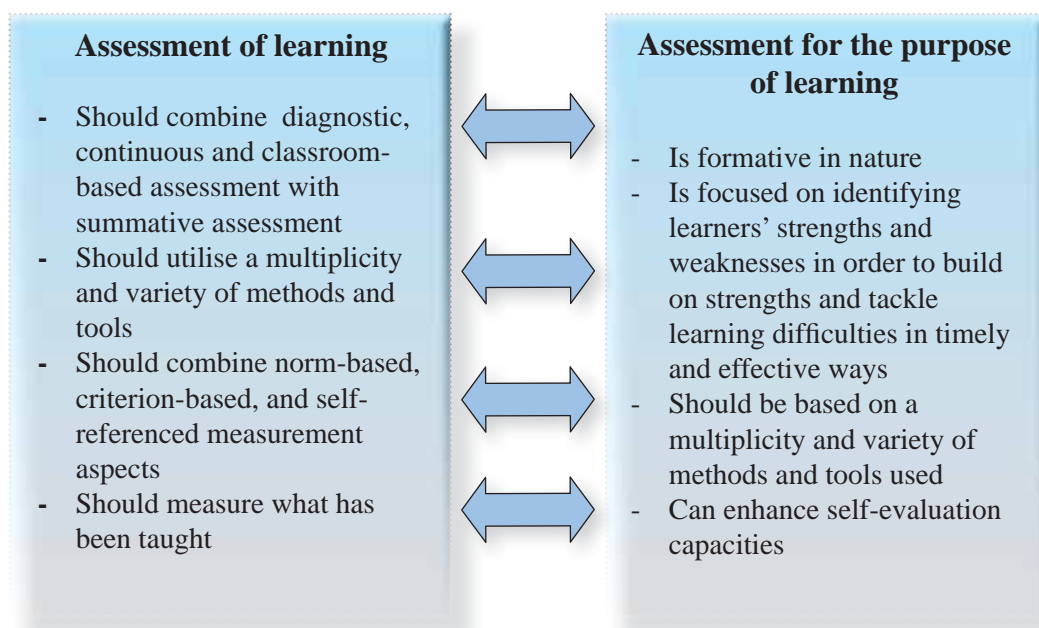 Assessment of learning
- Should combine diagnostic,
continuous and classroom-
based assessment with
summative assessment
- Should utilise a multiplicity
and variety of methods and
tools
- Should combine norm-based,
criterion-based, and self-
referenced measurement
aspects
- Should measure what has
been taught
Assessment for the purpose
of learning
- Is formative in nature
- Is focused on identifying
learners’ strengths and
weaknesses in order to build
on strengths and tackle
learning difficulties in timely
and effective ways
- Should be based on a
multiplicity and variety of
methods and tools used
- Can enhance self-evaluation
capacities